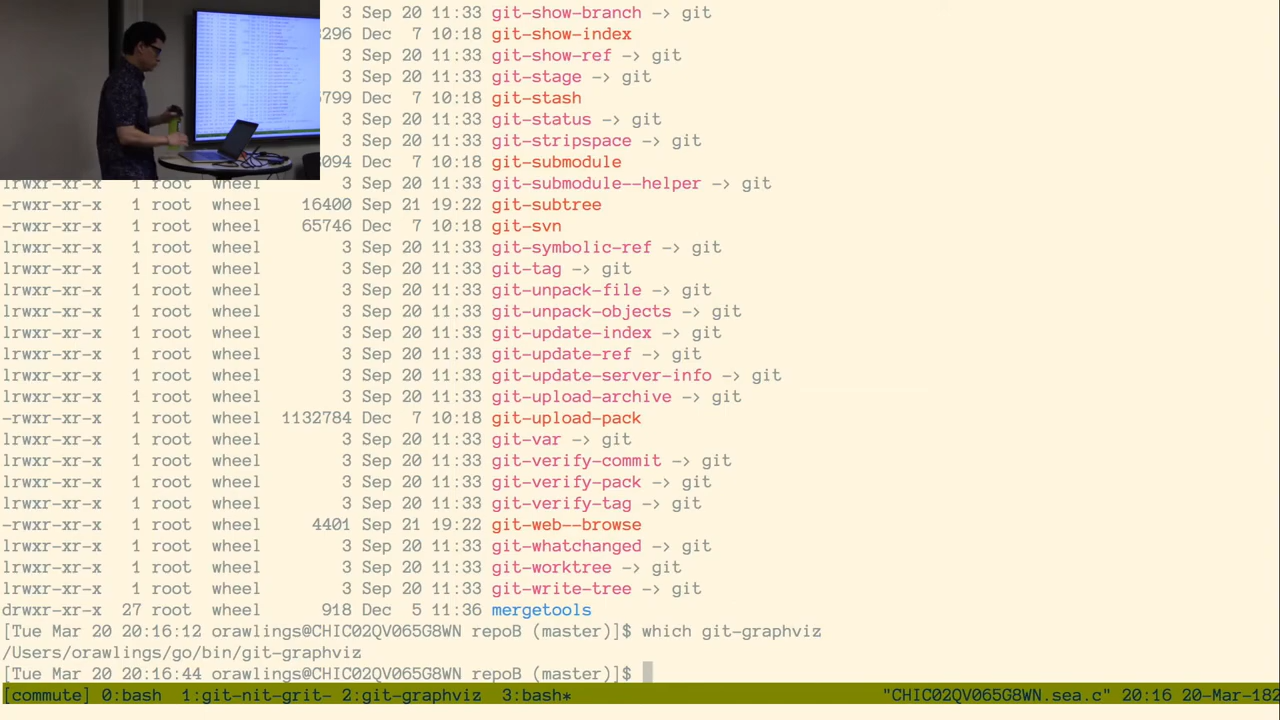 3 Sep 20 11:33 git-show-branch -> git
3296 Dec 7 10:18 git-show-index
3 Sep 20 11:33 git-show-ref -> git
3 Sep 20 11:33 git-stage -> git
Dec 7 10:18 git-stash
3 Sep 20 11:33 git-status -> git
3 Sep 20 11:33 git-stripspace -> git
Dec 7 10:18 git-submodule
lrwxr-xr-x 1 root wheel 3 Sep 20 11:33 git-submodule--helper -> git
-rwxr-xr-x 1 root wheel 16400 Sep 21 19:22 git-subtree
-rwxr-xr-x 1 root wheel 65746 Dec 7 10:18 git-svn
lrwxr-xr-x 1 root wheel 3 Sep 20 11:33 git-symbolic-ref -> git
lrwxr-xr-x 1 root wheel 3 Sep 20 11:33 git-tag -> git
lrwxr-xr-x 1 root wheel 3 Sep 20 11:33 git-unpack-file -> git
lrwxr-xr-x 1 root wheel 3 Sep 20 11:33 git-unpack-objects -> git
lrwxr-xr-x 1 root wheel 3 Sep 20 11:33 git-update-index -> git
lrwxr-xr-x 1 root wheel 3 Sep 20 11:33 git-update-ref -> git
lrwxr-xr-x 1 root wheel 3 Sep 20 11:33 git-update-server-info -> git
lrwxr-xr-x 1 root wheel 3 Sep 20 11:33 git-upload-archive -> git
-rwxr-xr-x 1 root wheel 1132784 Dec 7 10:18 git-upload-pack
lrwxr-xr-x 1 root wheel 3 Sep 20 11:33 git-var -> git
lrwxr-xr-x 1 root wheel 3 Sep 20 11:33 git-verify-commit -> git
lrwxr-xr-x 1 root wheel 3 Sep 20 11:33 git-verify-pack -> git
lrwxr-xr-x 1 root wheel 3 Sep 20 11:33 git-verify-tag -> git
-rwxr-xr-x 1 root wheel 4401 Sep 21 19:22 git-web--browse
lrwxr-xr-x 1 root wheel 3 Sep 20 11:33 git-whatchanged -> git
lrwxr-xr-x 1 root wheel 3 Sep 20 11:33 git-worktree -> git
lrwxr-xr-x 1 root wheel 3 Sep 20 11:33 git-write-tree -> git
drwxr-xr-x 27 root wheel 918 Dec 5 11:36 mergetools
[Tue Mar 20 20:16:12 orawlings@CHIC02QV065G8WN repoB (master)]$ which git-graphviz
/Users/orawlings/go/bin/git-graphviz
[Tue Mar 20 20:16:44 orawlings@CHIC02QV065G8WN repoB (master)]$
[commute] 0:bash 1:git-nit-grit- 2:git-graphviz 3:bash* "CHIC02QV065G8WN.sea.c" 20:16 20-Mar-182